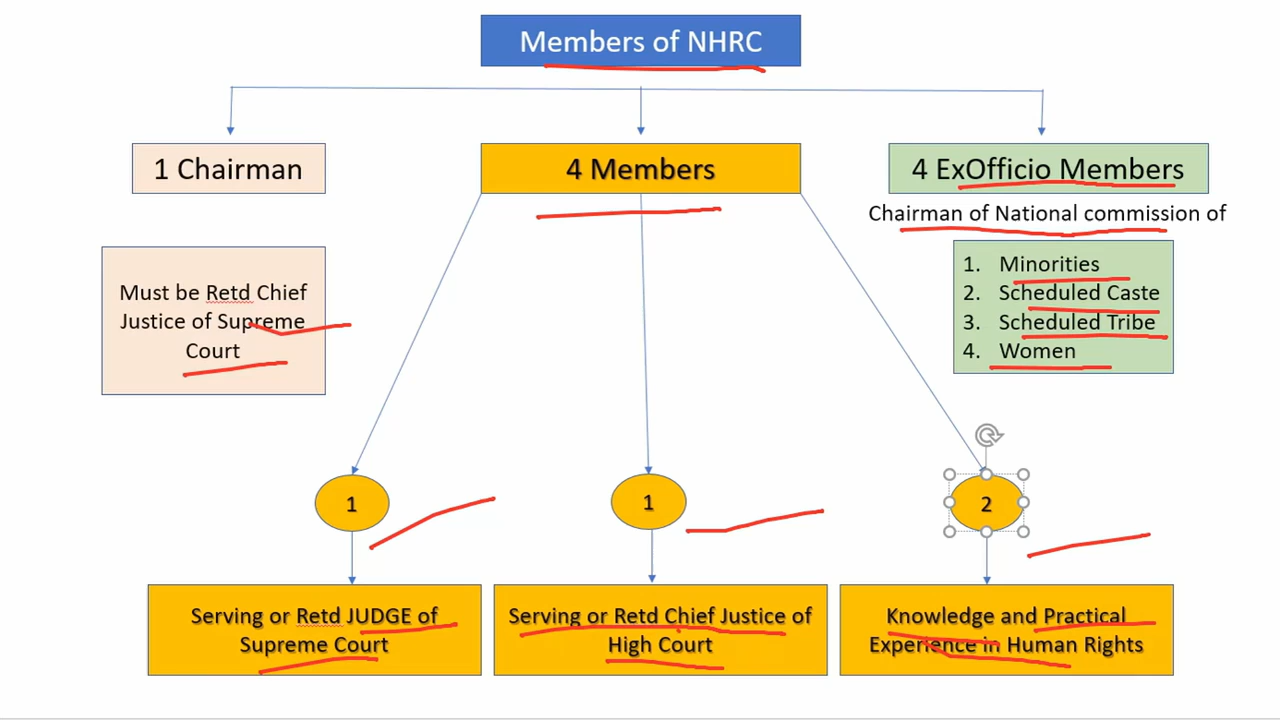 Members of NHRC
1 Chairman
4 Members
4 ExOfficio Members
Chairman of National commission of
Must be Retd Chief
Justice of Supreme
Court
1. Minorities
2. Scheduled Caste
3. Scheduled Tribe
4. Women
1
1
2
Serving or Retd JUDGE of
Supreme Court
Serving or Retd Chief Justice of
High Court
Knowledge and Practical
Experience in Human Rights